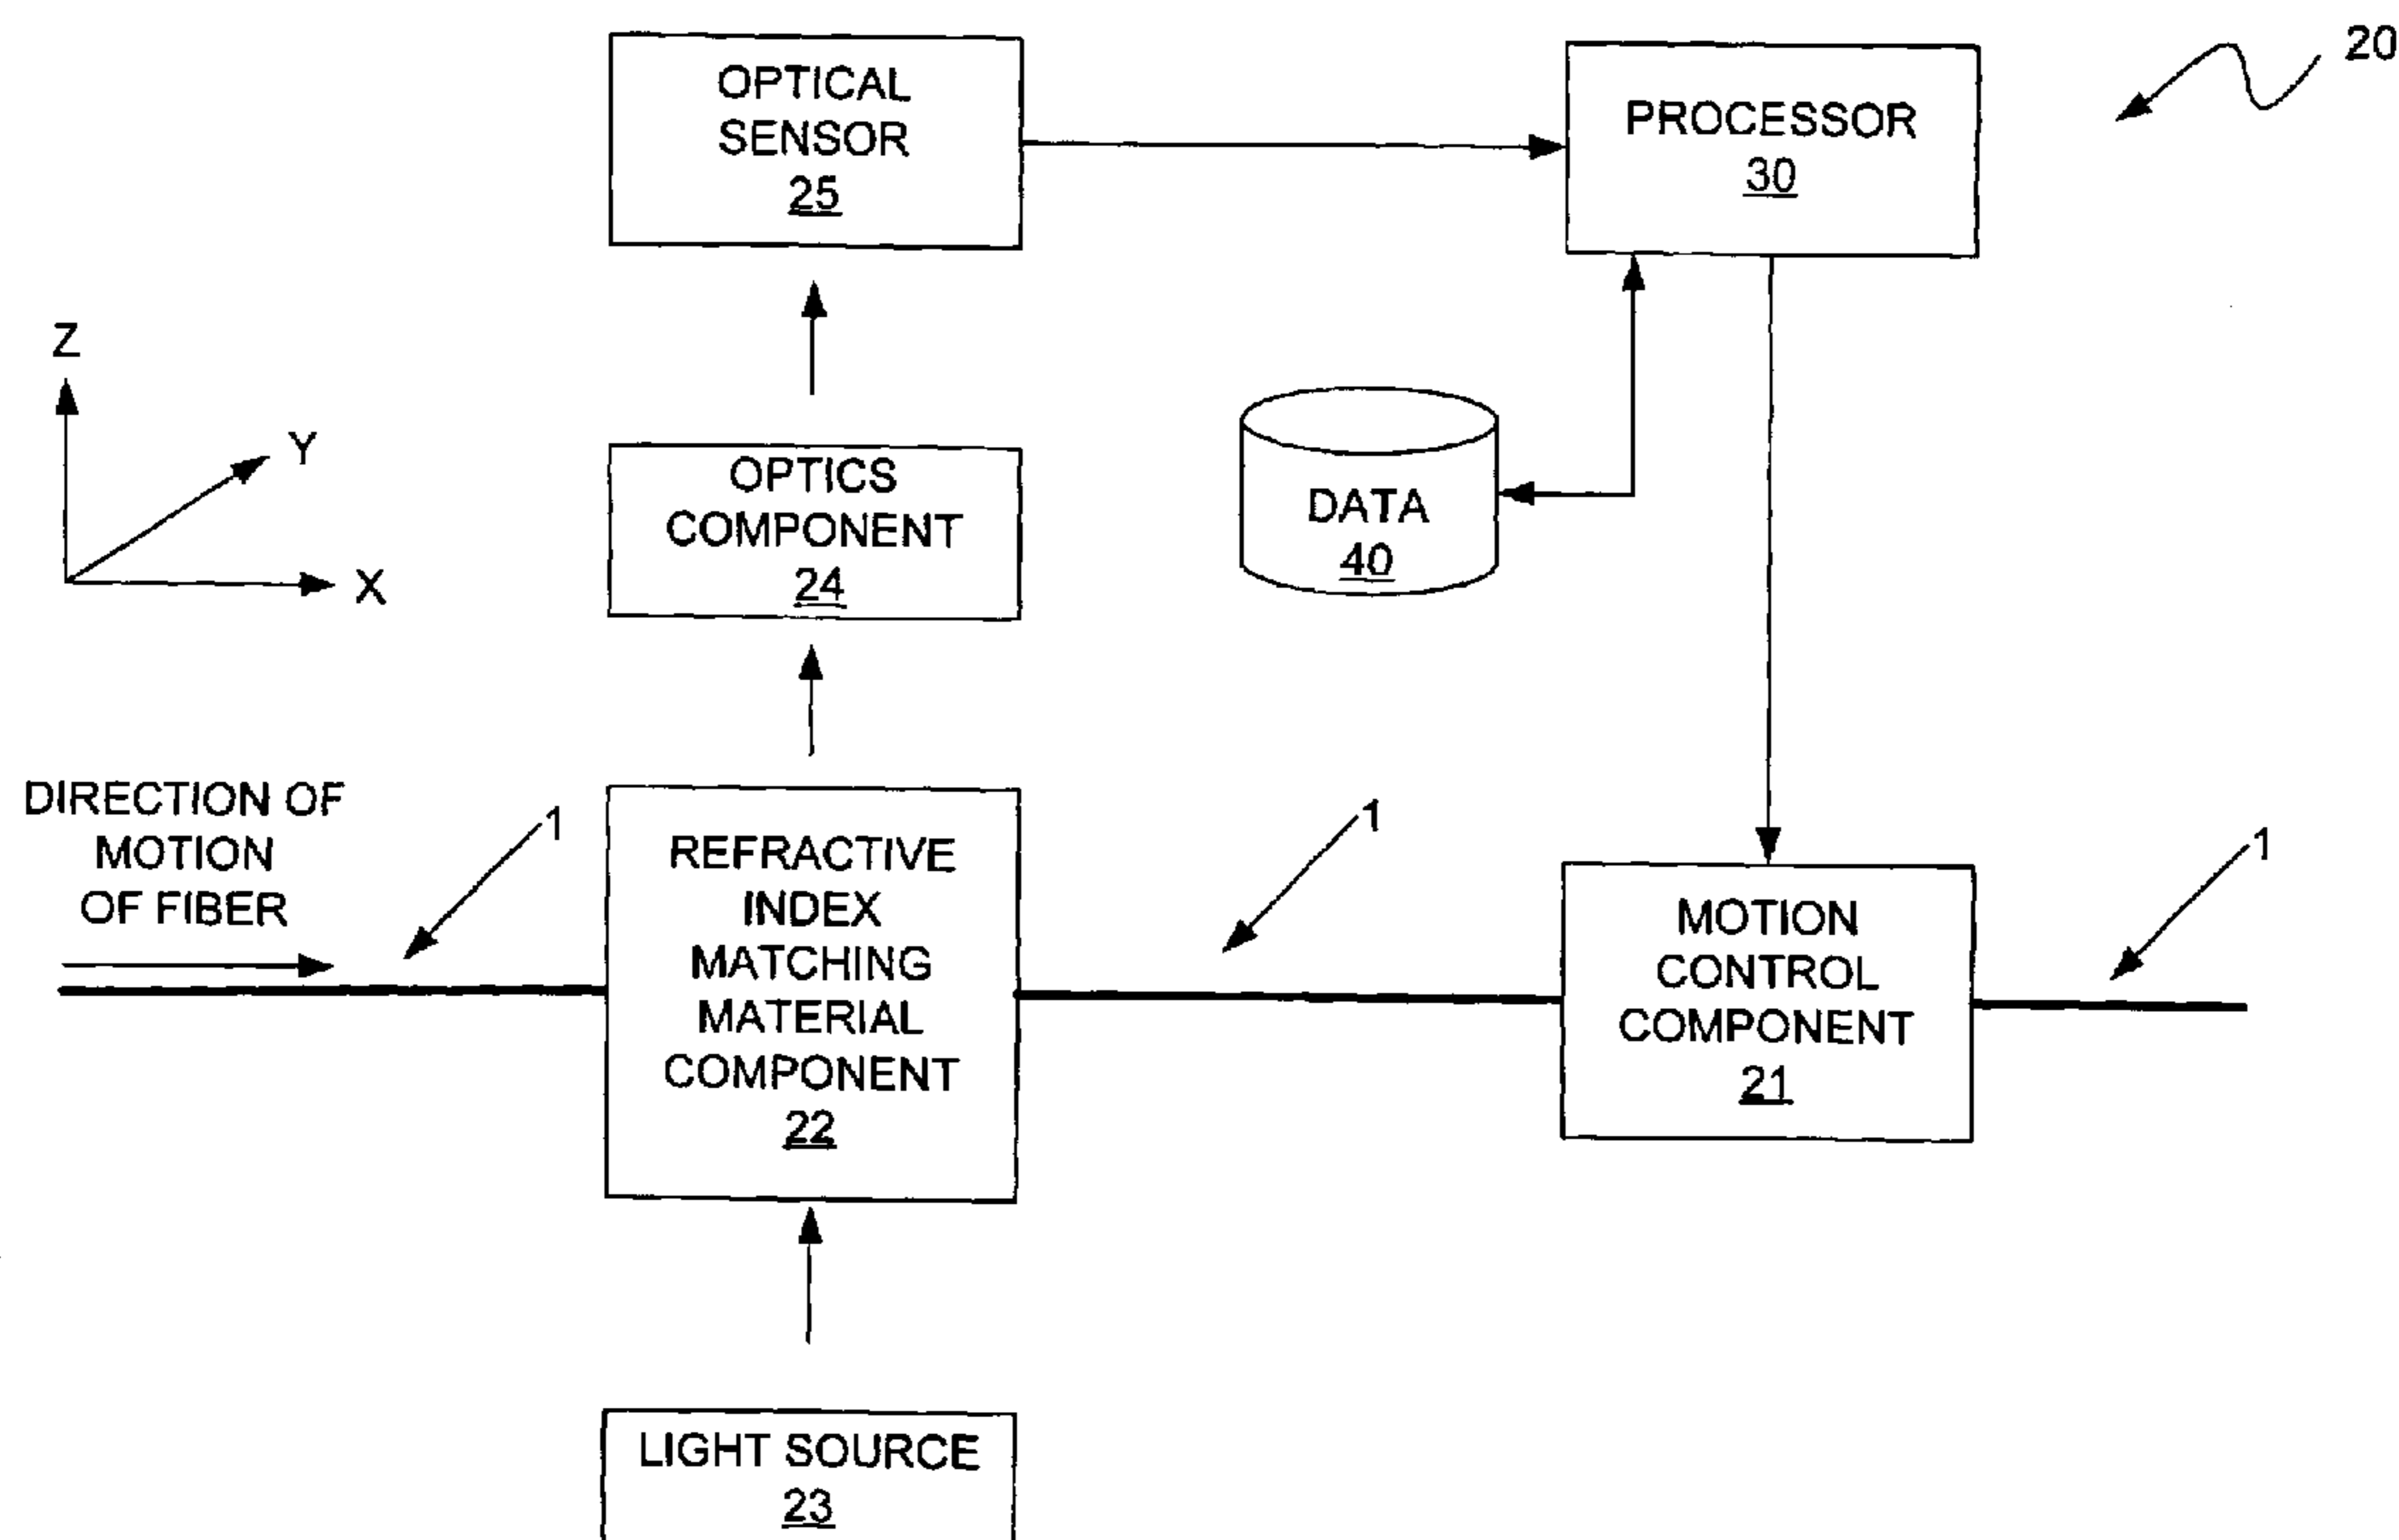 OPTICAL
SENSOR
25
PROCESSOR
30
20
Z
Y
X
OPTICS
COMPONENT
24
DATA
40
DIRECTION OF
MOTION
OF FIBER
1
REFRACTIVE
INDEX
MATCHING
MATERIAL
COMPONENT
22
1
MOTION
CONTROL
COMPONENT
21
1
LIGHT SOURCE
23